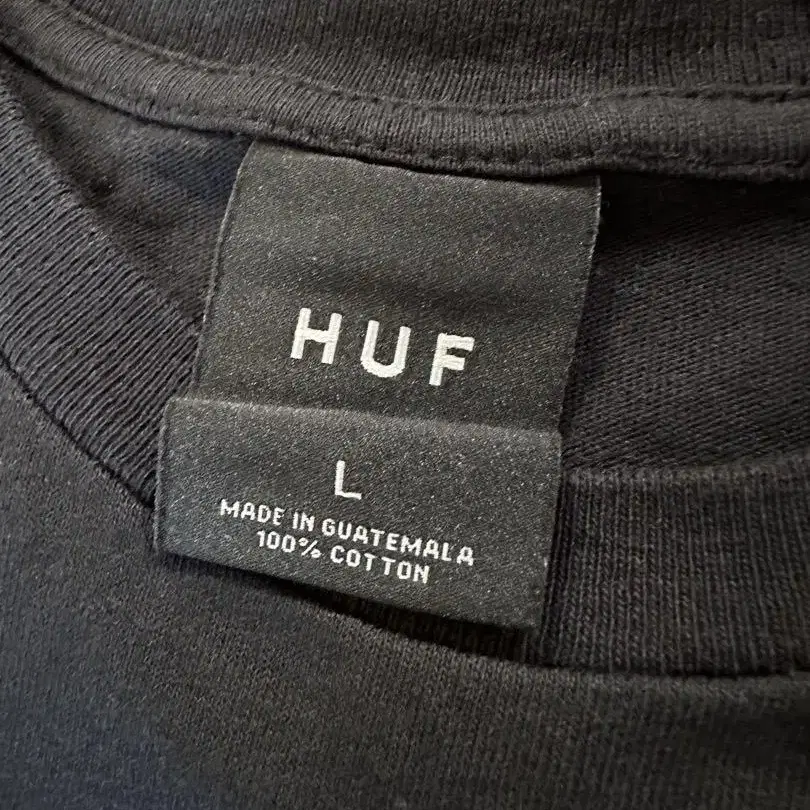 HUF
L
MADE IN GUATEMALA
100% COTTON